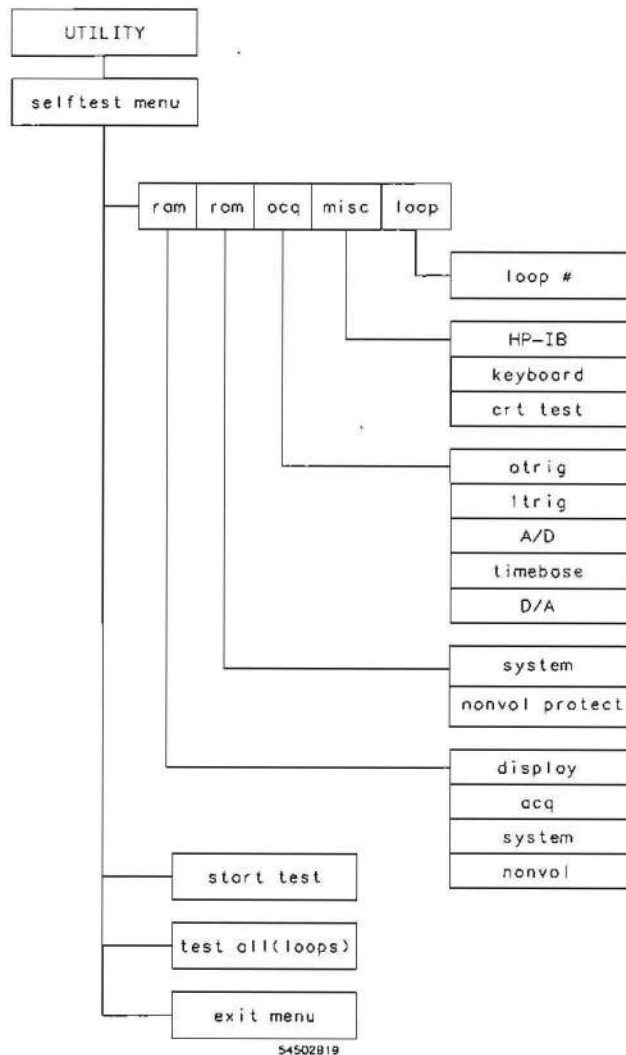 UTILITY
selftest menu
ram rom acq misc loop
loop #
HP-IB
keyboard
crt test
atrig
ltrig
A/D
timebase
D/A
system
nonvol protect
display
acq
system
nonvol
start test
test all(loops)
exit menu
54502B19